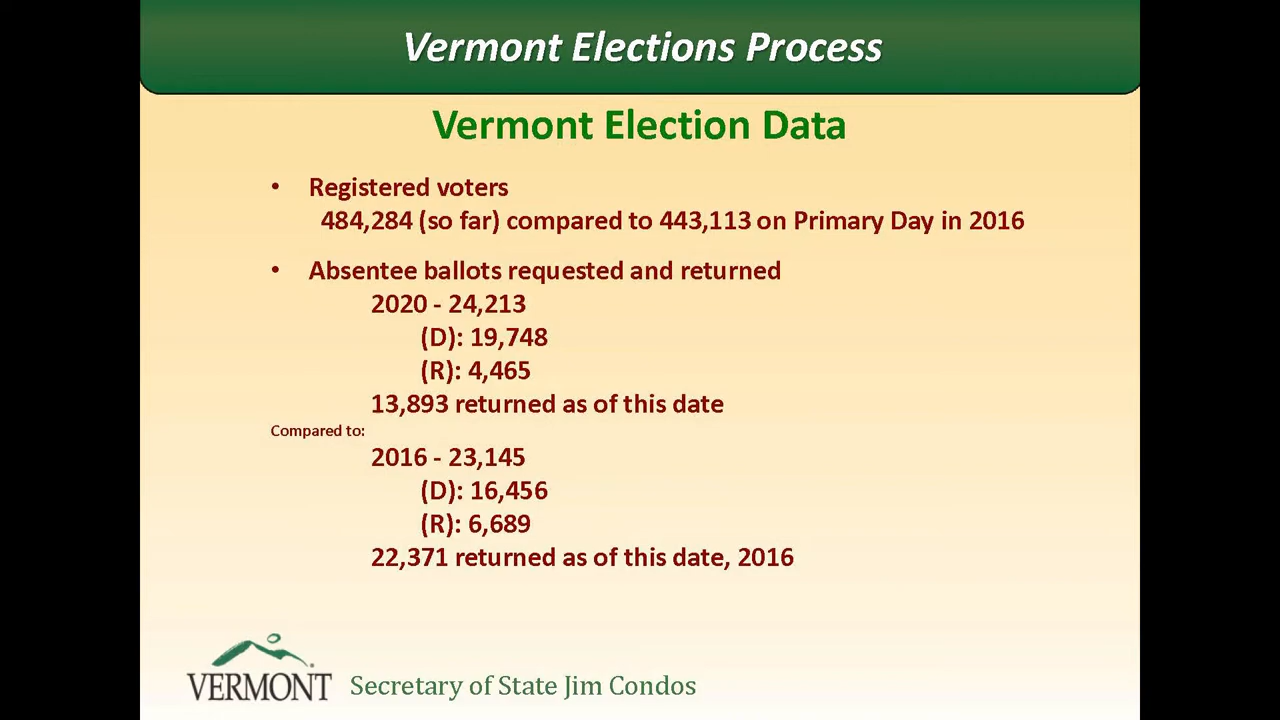 Vermont Elections Process
Vermont Election Data
• Registered voters
484,284 (so far) compared to 443,113 on Primary Day in 2016
• Absentee ballots requested and returned
2020 - 24,213
(D): 19,748
(R): 4,465
13,893 returned as of this date
Compared to:
2016 - 23,145
(D): 16,456
(R): 6,689
22,371 returned as of this date, 2016
VERMONT Secretary of State Jim Condos